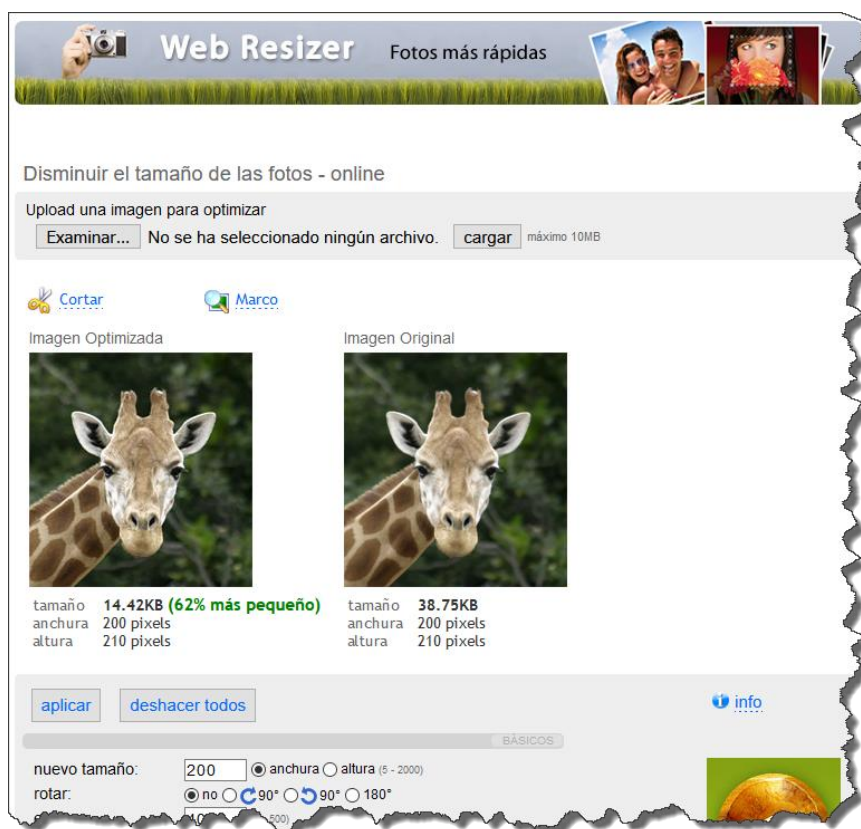 Web Resizer Fotos más rápidas
Disminuir el tamaño de las fotos - online
Upload una imagen para optimizar
Examinar... No se ha seleccionado ningún archivo. cargar máximo 10MB
Cortar Marco
Imagen Optimizada Imagen Original
tamaño 14.42KB (62% más pequeño) tamaño 38.75KB
anchura 200 pixels anchura 200 pixels
altura 210 pixels altura 210 pixels
aplicar deshacer todos info
BÁSICOS
nuevo tamaño: 200 anchura altura (5 - 2000)
rotar: no 90° 90° 180°
500)